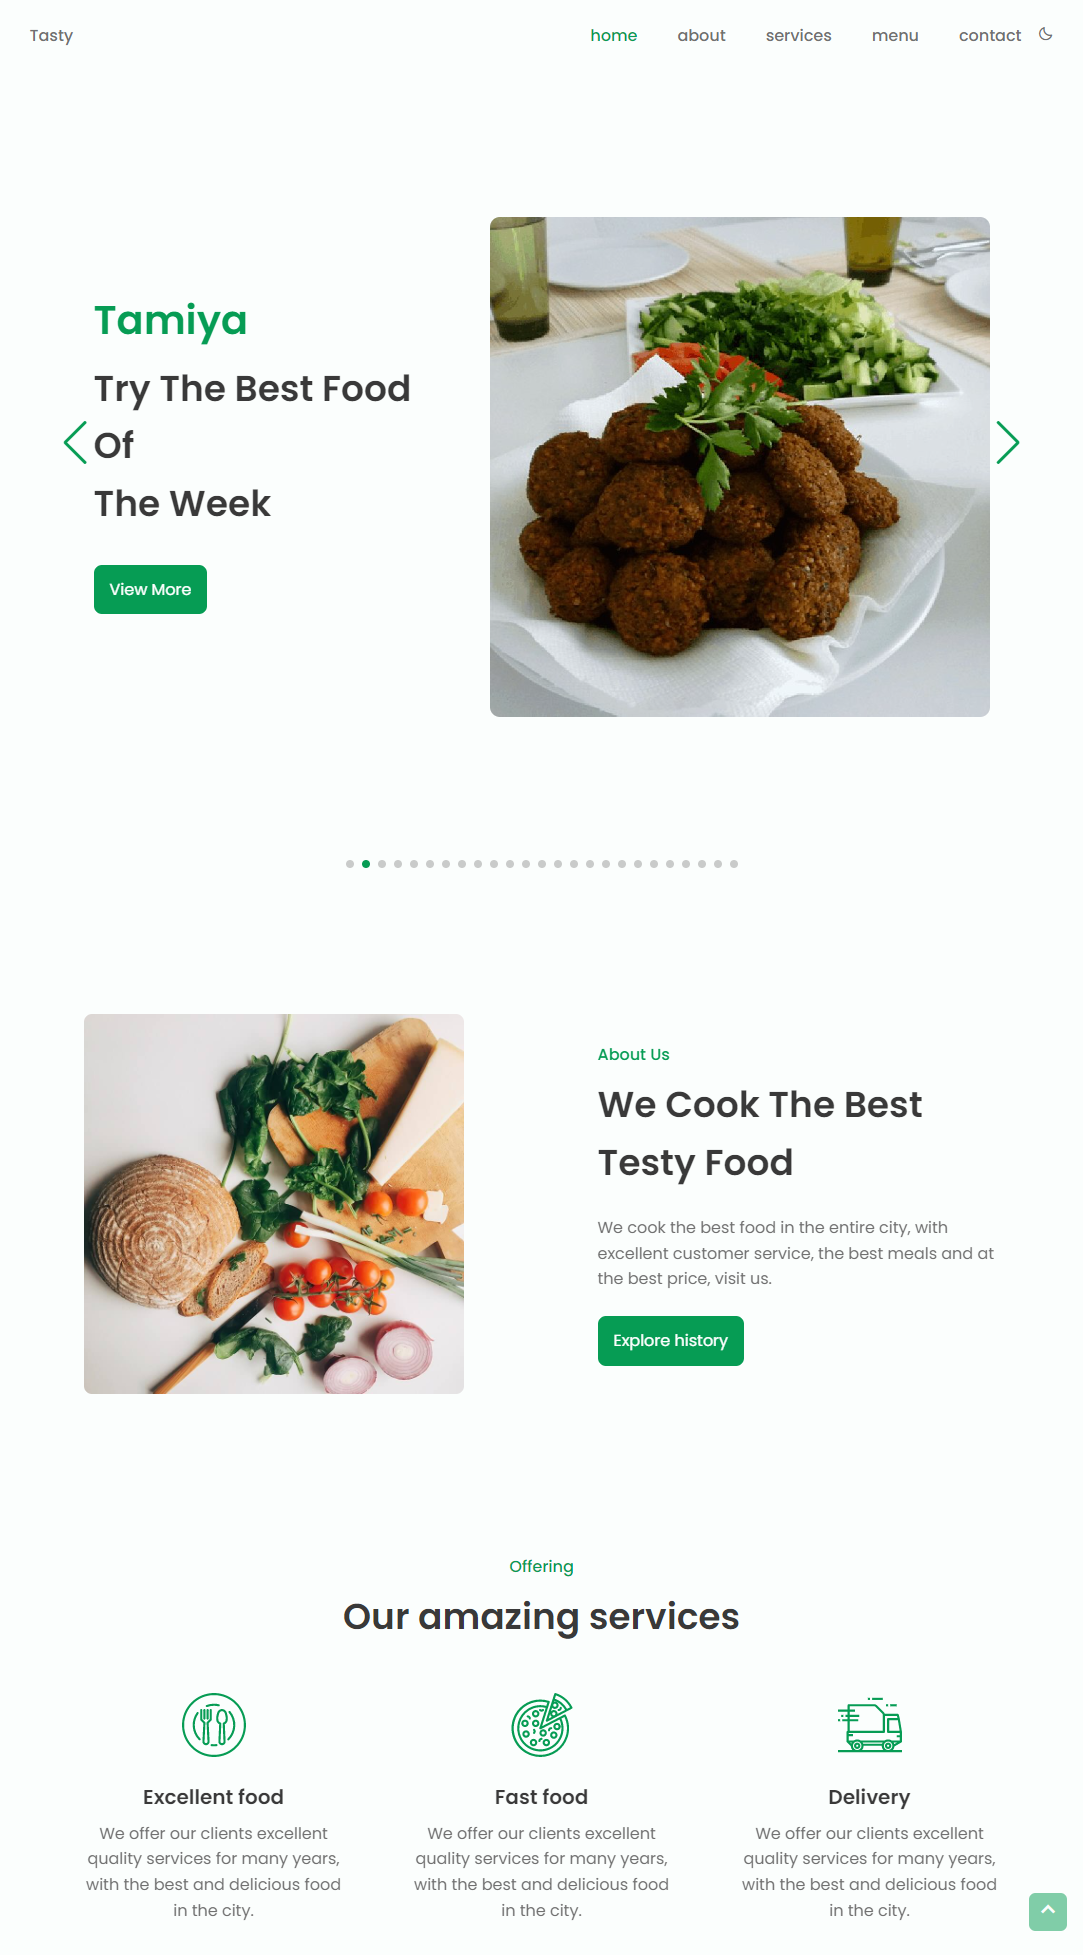 Tasty
home about services menu contact
Tamiya
Try The Best Food
Of
The Week
View More
About Us
We Cook The Best
Testy Food
We cook the best food in the entire city, with
excellent customer service, the best meals and at
the best price, visit us.
Explore history
Offering
Our amazing services
Excellent food
We offer our clients excellent
quality services for many years,
with the best and delicious food
in the city.
Fast food
We offer our clients excellent
quality services for many years,
with the best and delicious food
in the city.
Delivery
We offer our clients excellent
quality services for many years,
with the best and delicious food
in the city.